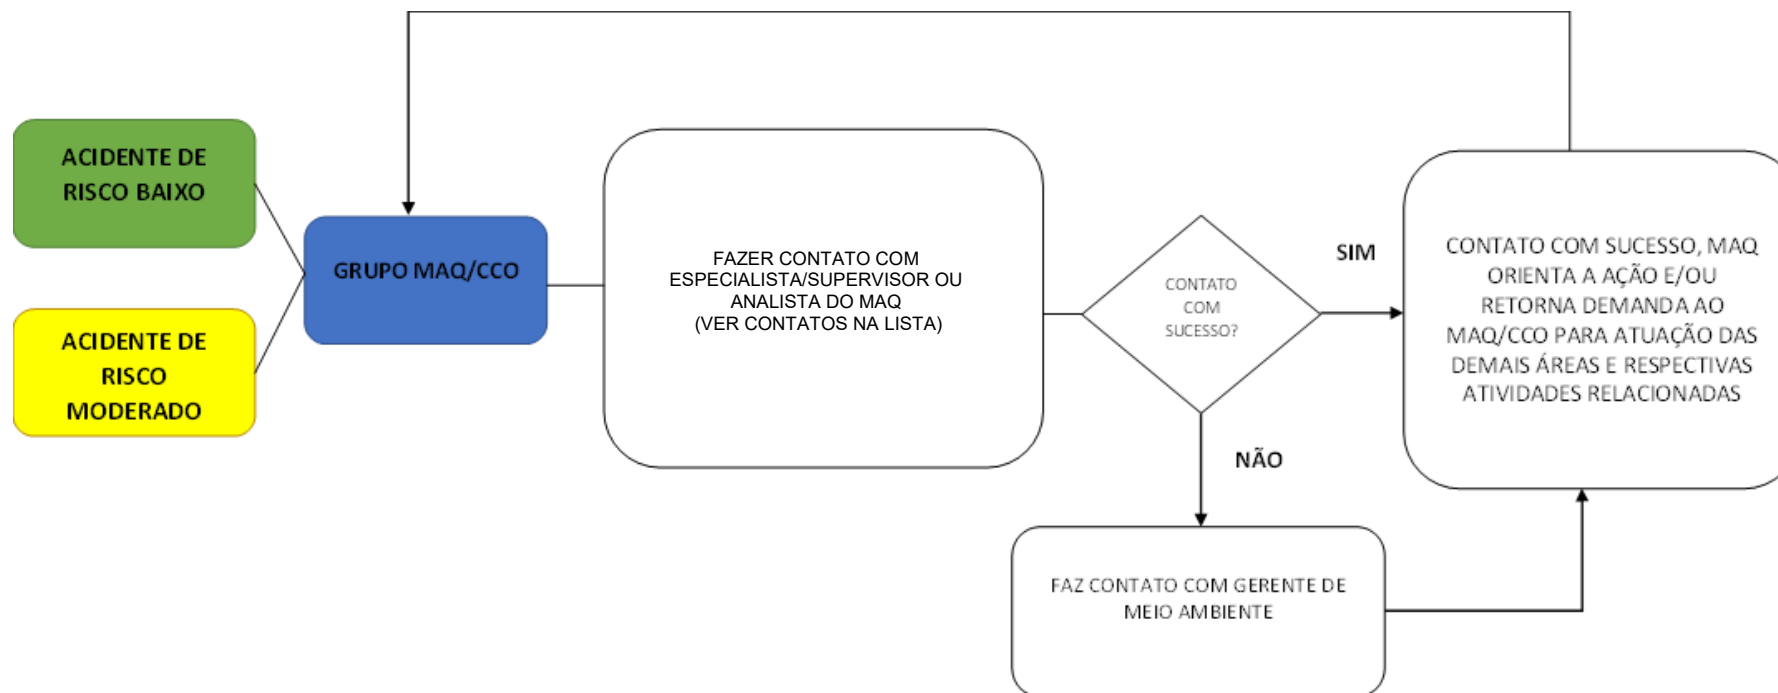 ACIDENTE DE
RISCO BAIXO
ACIDENTE DE
RISCO
MODERADO
GRUPO MAQ/CCO
FAZER CONTATO COM
ESPECIALISTA/SUPERVISOR OU
ANALISTA DO MAQ
(VER CONTATOS NA LISTA)
CONTATO
COM
SUCESSO?
SIM
NÃO
CONTATO COM SUCESSO, MAQ
ORIENTA A AÇÃO E/OU
RETORNA DEMANDA AO
MAQ/CCO PARA ATUAÇÃO DAS
DEMAIS ÁREAS E RESPECTIVAS
ATIVIDADES RELACIONADAS
FAZ CONTATO COM GERENTE DE
MEIO AMBIENTE